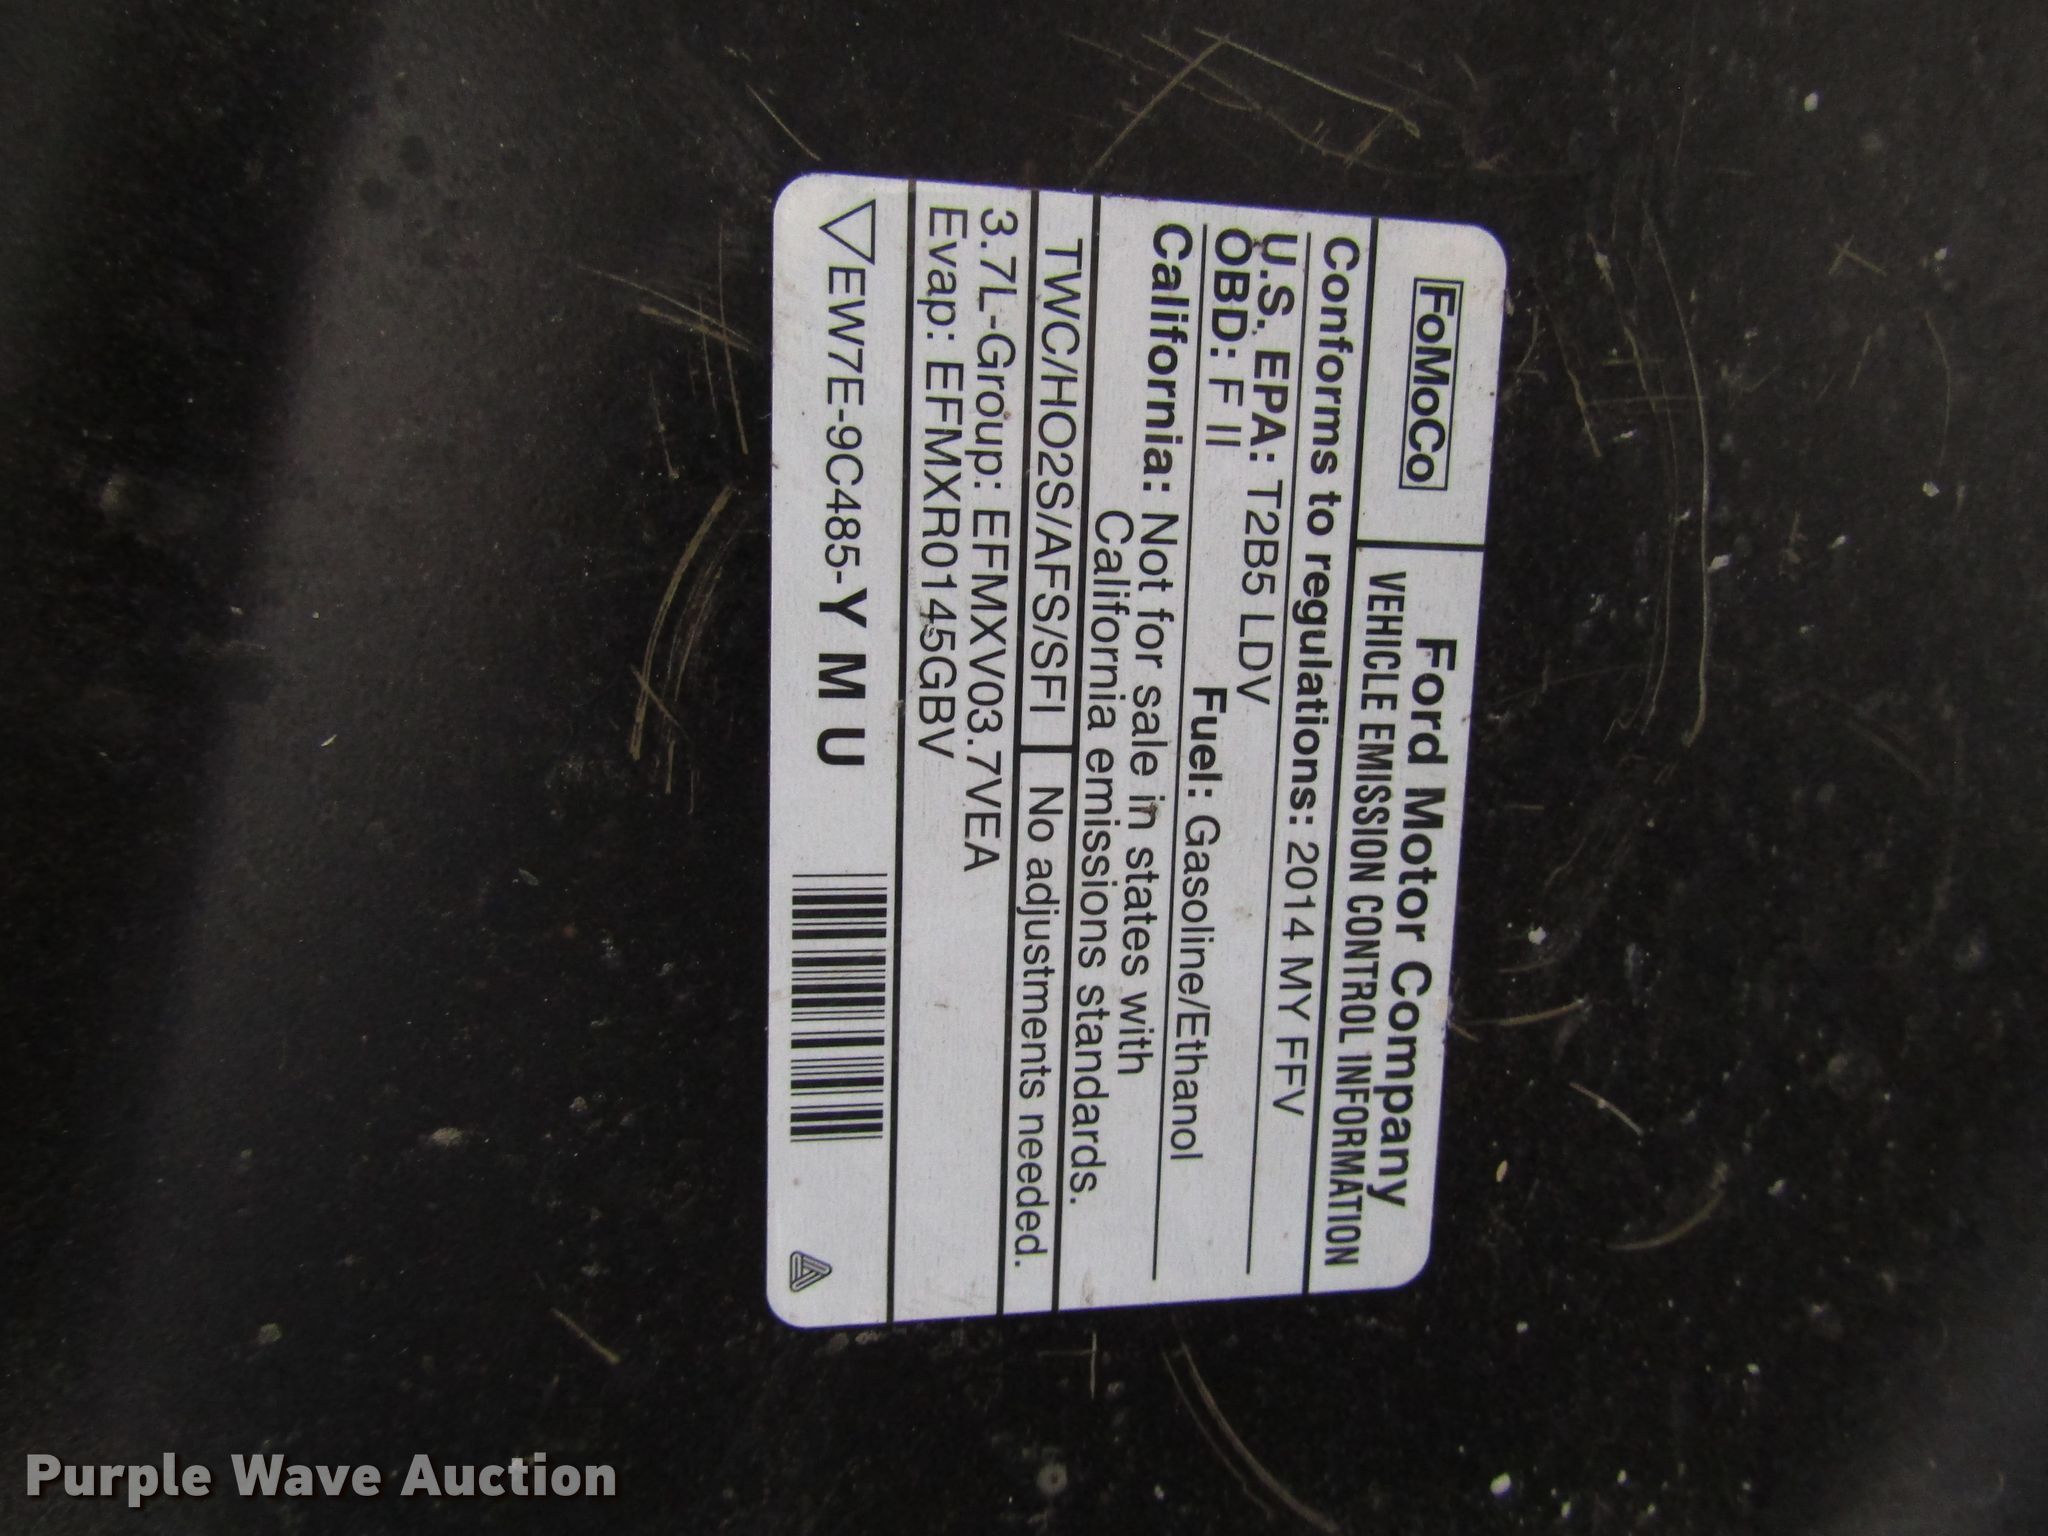 FoMoCo
Ford Motor Company
VEHICLE EMISSION CONTROL INFORMATION
Conforms to regulations: 2014 MY FFV
U.S. EPA: T2B5 LDV
OBD: F II Fuel: Gasoline/Ethanol
California: Not for sale in states with
California emissions standards.
TWC/HO2S/AFS/SFI No adjustments needed.
3.7L-Group: EFMXV03.7VEA
Evap: EFMXR0145GBV
EW7E-9C485-Y M U
Purple Wave Auction